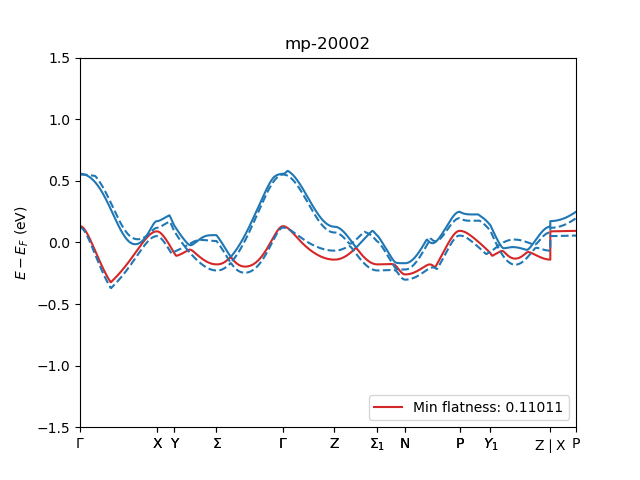 mp-20002
E − E_F (eV)
1.5
1.0
0.5
0.0
−0.5
−1.0
−1.5
Min flatness: 0.11011
Γ X Y Σ Γ Z Σ₁ N P Y₁ Z | X P